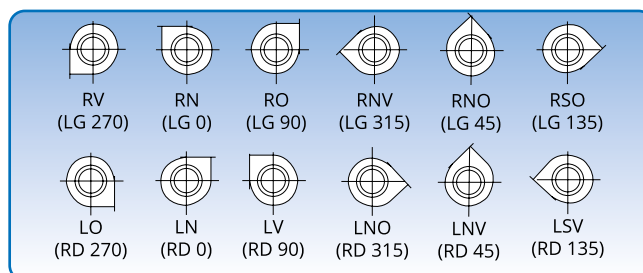 RV RN RO RNV RNO RSO
(LG 270) (LG 0) (LG 90) (LG 315) (LG 45) (LG 135)
LO LN LV LNO LNV LSV
(RD 270) (RD 0) (RD 90) (RD 315) (RD 45) (RD 135)